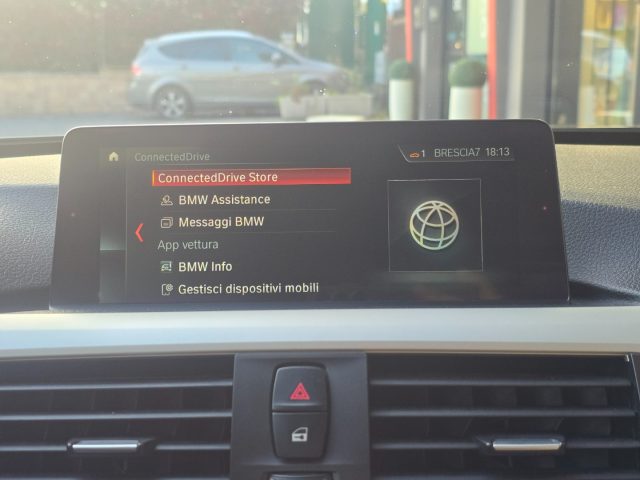 ConnectedDrive
1 BRESCIA7 18:13
ConnectedDrive Store
BMW Assistance
Messaggi BMW
App vettura
BMW Info
Gestisci dispositivi mobili